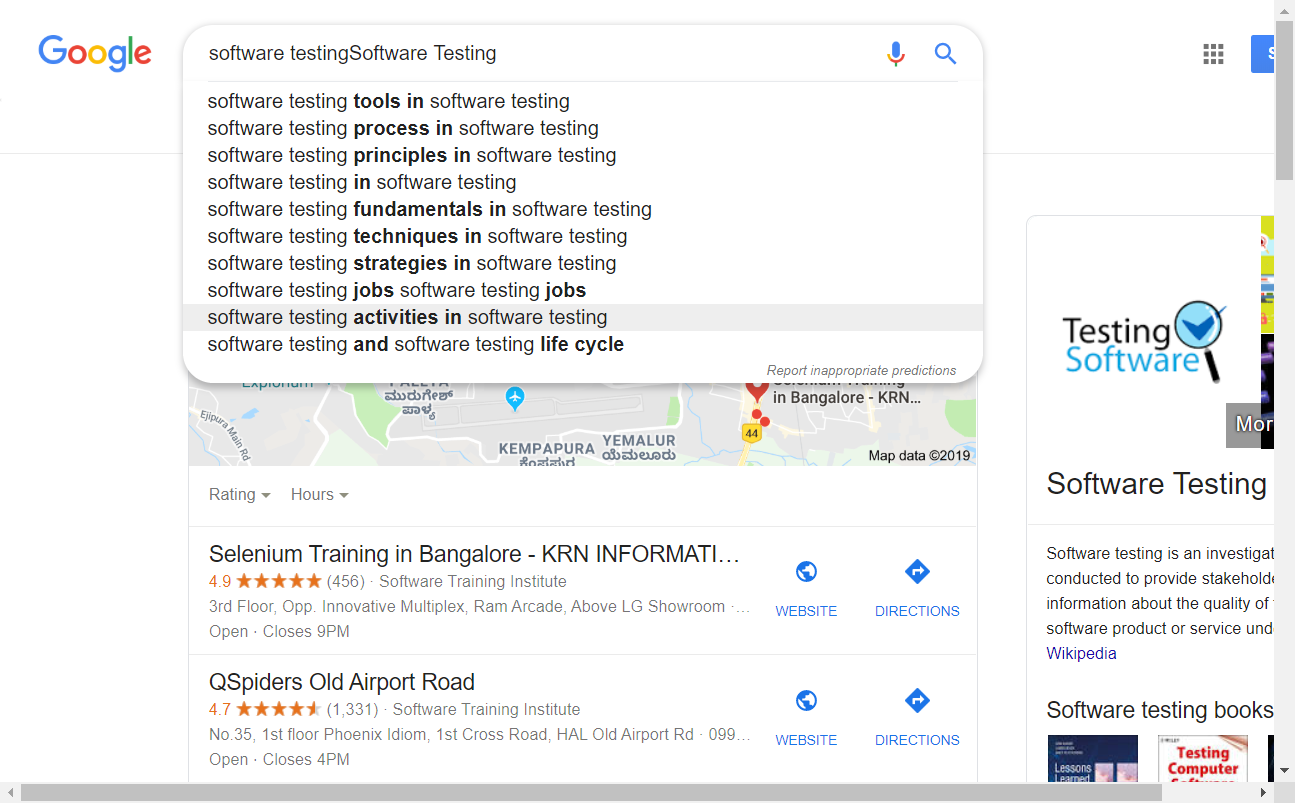 Google
software testingSoftware Testing
S
software testing tools in software testing
software testing process in software testing
software testing principles in software testing
software testing in software testing
software testing fundamentals in software testing
software testing techniques in software testing
software testing strategies in software testing
software testing jobs software testing jobs
software testing activities in software testing
software testing and software testing life cycle
Report inappropriate predictions
ಮುರುಗೇಶ್
ಪಾಳ್ಯ
Ejipura Main Rd
KEMPAPURA
YEMALUR
ಯೆಮಲೂರು
44
in Bangalore - KRN...
Map data ©2019
Rating
Hours
Selenium Training in Bangalore - KRN INFORMATI...
4.9 (456) · Software Training Institute
3rd Floor, Opp. Innovative Multiplex, Ram Arcade, Above LG Showroom ·...
Open · Closes 9PM
WEBSITE
DIRECTIONS
QSpiders Old Airport Road
4.7 (1,331) · Software Training Institute
No.35, 1st floor Phoenix Idiom, 1st Cross Road, HAL Old Airport Rd · 099...
Open · Closes 4PM
WEBSITE
DIRECTIONS
Testing
Software
Mor
Software Testing
Software testing is an investigat
conducted to provide stakeholde
information about the quality of
software product or service und
Wikipedia
Software testing books
Lessons
Learned
Testing
Computer